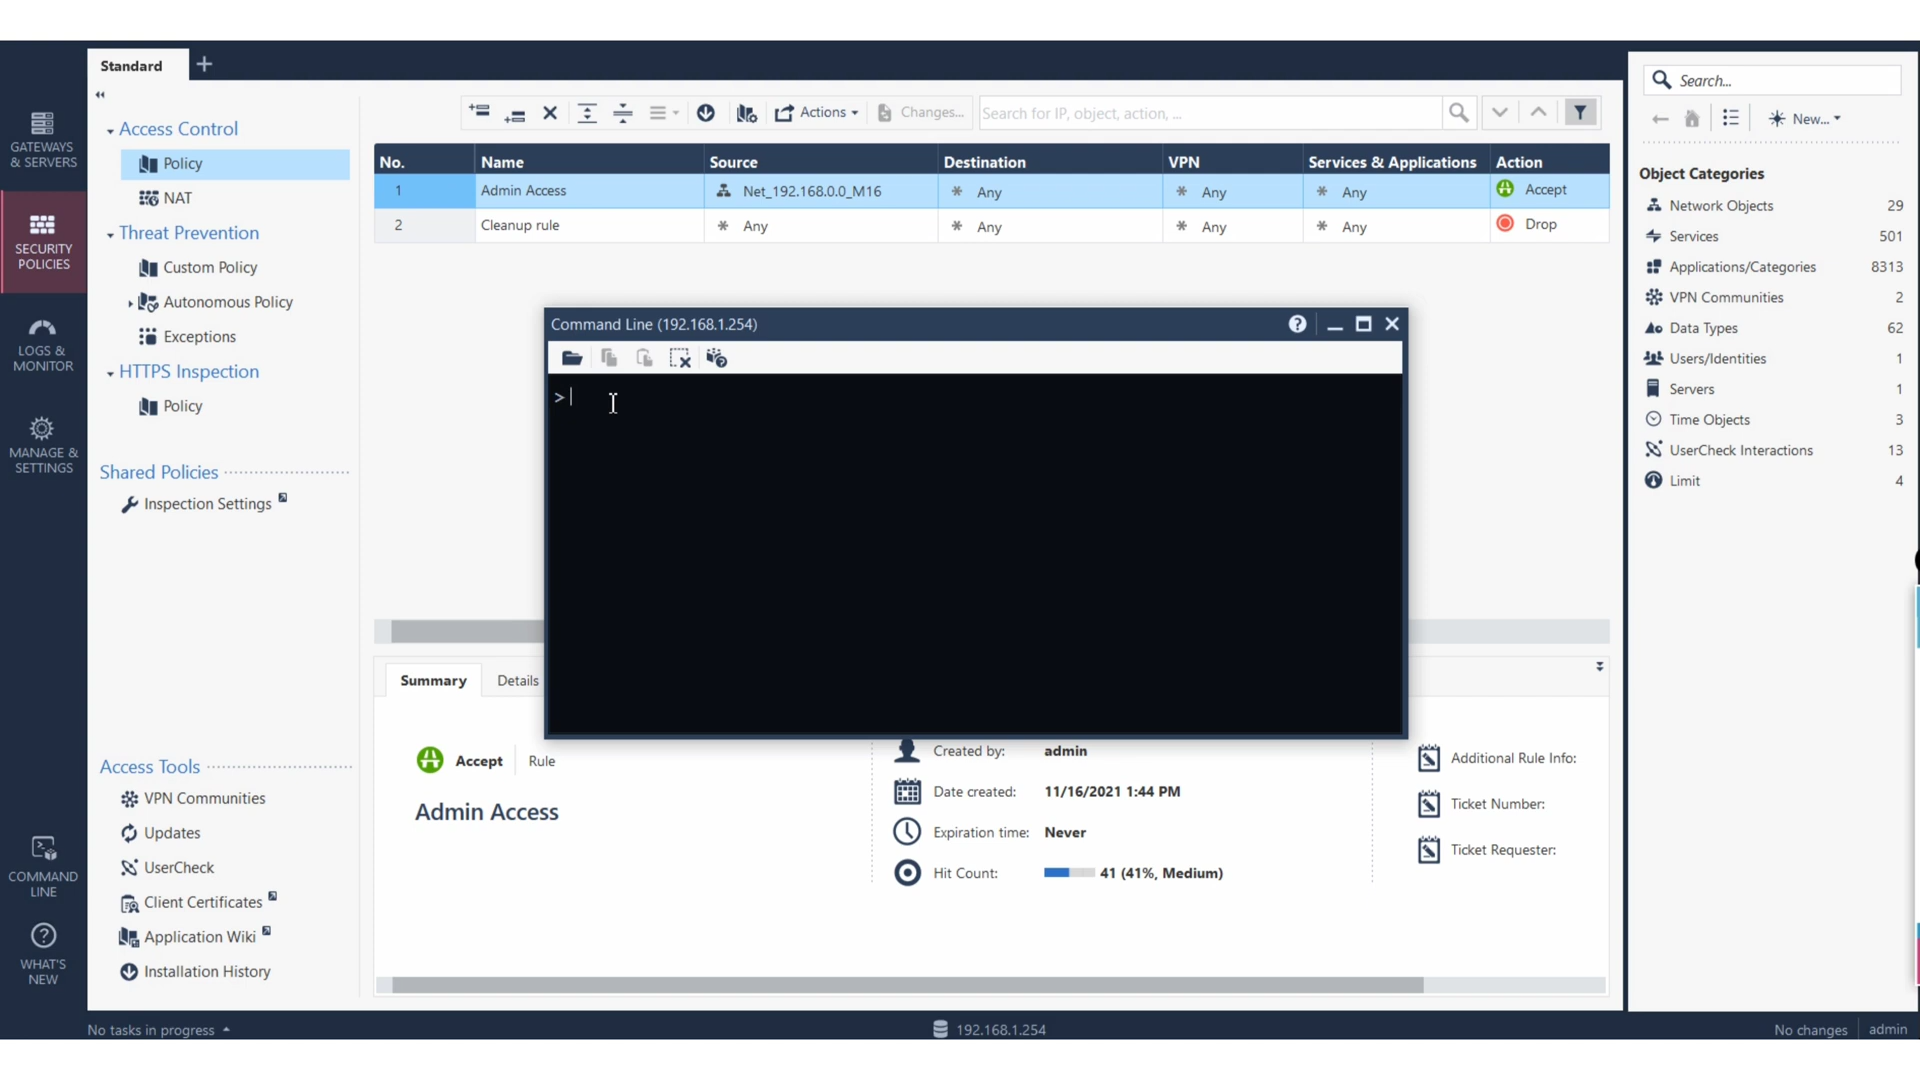 Standard
GATEWAYS
& SERVERS
SECURITY
POLICIES
LOGS &
MONITOR
MANAGE &
SETTINGS
COMMAND
LINE
WHAT'S
NEW
Access Control
Policy
NAT
Threat Prevention
Custom Policy
Autonomous Policy
Exceptions
HTTPS Inspection
Policy
Shared Policies
Inspection Settings
Access Tools
VPN Communities
Updates
UserCheck
Client Certificates
Application Wiki
Installation History
Actions
Changes...
Search for IP, object, action, ...
No. Name Source Destination VPN Services & Applications Action
1 Admin Access Net_192.168.0.0_M16 * Any * Any * Any Accept
2 Cleanup rule * Any * Any * Any * Any Drop
Command Line (192.168.1.254)
>
Summary Details
Accept Rule
Admin Access
Created by: admin
Date created: 11/16/2021 1:44 PM
Expiration time: Never
Hit Count: 41 (41%, Medium)
Additional Rule Info:
Ticket Number:
Ticket Requester:
Search...
New...
Object Categories
Network Objects 29
Services 501
Applications/Categories 8313
VPN Communities 2
Data Types 62
Users/Identities 1
Servers 1
Time Objects 3
UserCheck Interactions 13
Limit 4
No tasks in progress
192.168.1.254
No changes admin